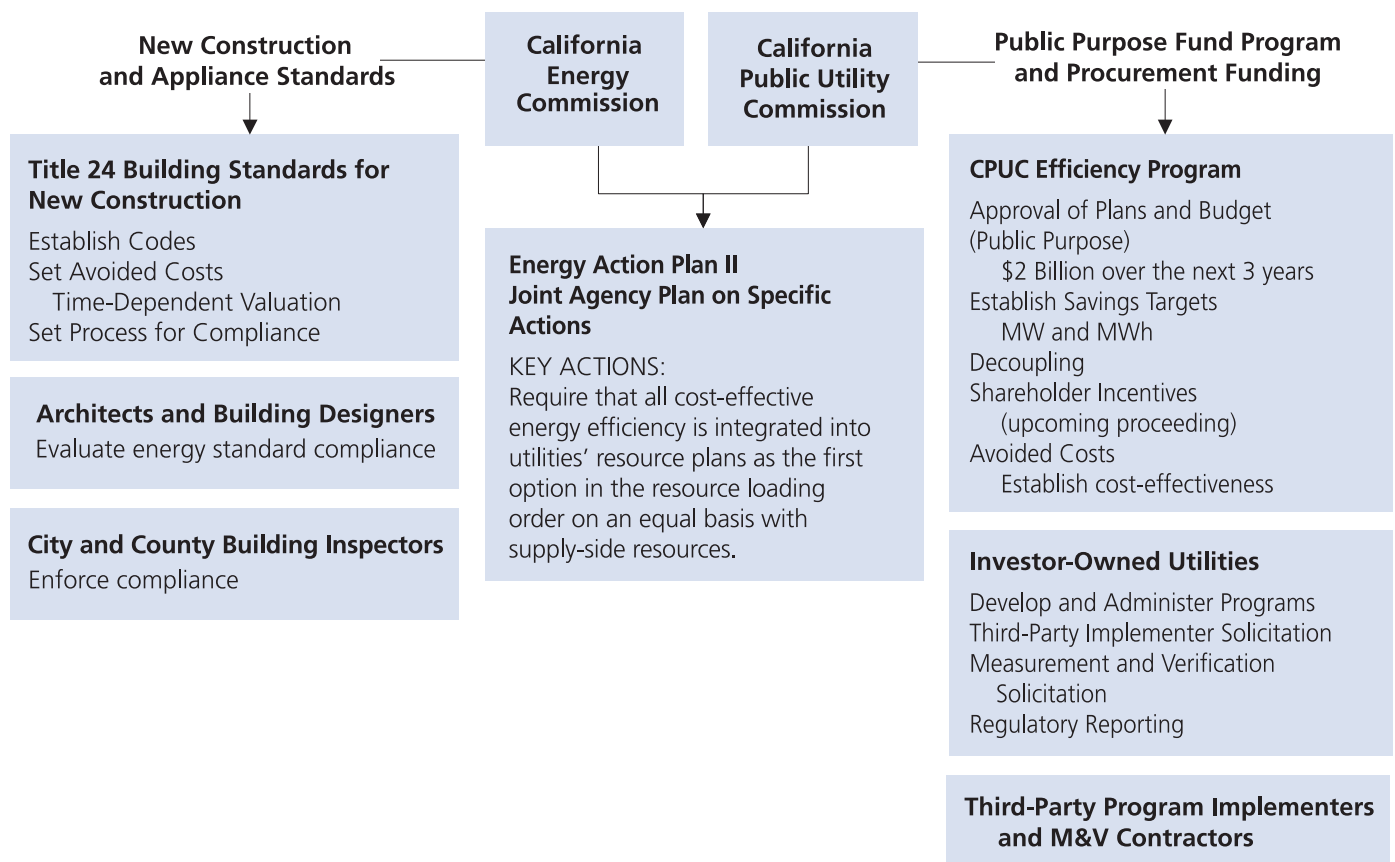 New Construction
and Appliance Standards
California
Energy
Commission
California
Public Utility
Commission
Public Purpose Fund Program
and Procurement Funding
Title 24 Building Standards for
New Construction
Establish Codes
Set Avoided Costs
Time-Dependent Valuation
Set Process for Compliance
Architects and Building Designers
Evaluate energy standard compliance
City and County Building Inspectors
Enforce compliance
Energy Action Plan II
Joint Agency Plan on Specific
Actions
KEY ACTIONS:
Require that all cost-effective
energy efficiency is integrated into
utilities’ resource plans as the first
option in the resource loading
order on an equal basis with
supply-side resources.
CPUC Efficiency Program
Approval of Plans and Budget
(Public Purpose)
$2 Billion over the next 3 years
Establish Savings Targets
MW and MWh
Decoupling
Shareholder Incentives
(upcoming proceeding)
Avoided Costs
Establish cost-effectiveness
Investor-Owned Utilities
Develop and Administer Programs
Third-Party Implementer Solicitation
Measurement and Verification
Solicitation
Regulatory Reporting
Third-Party Program Implementers
and M&V Contractors